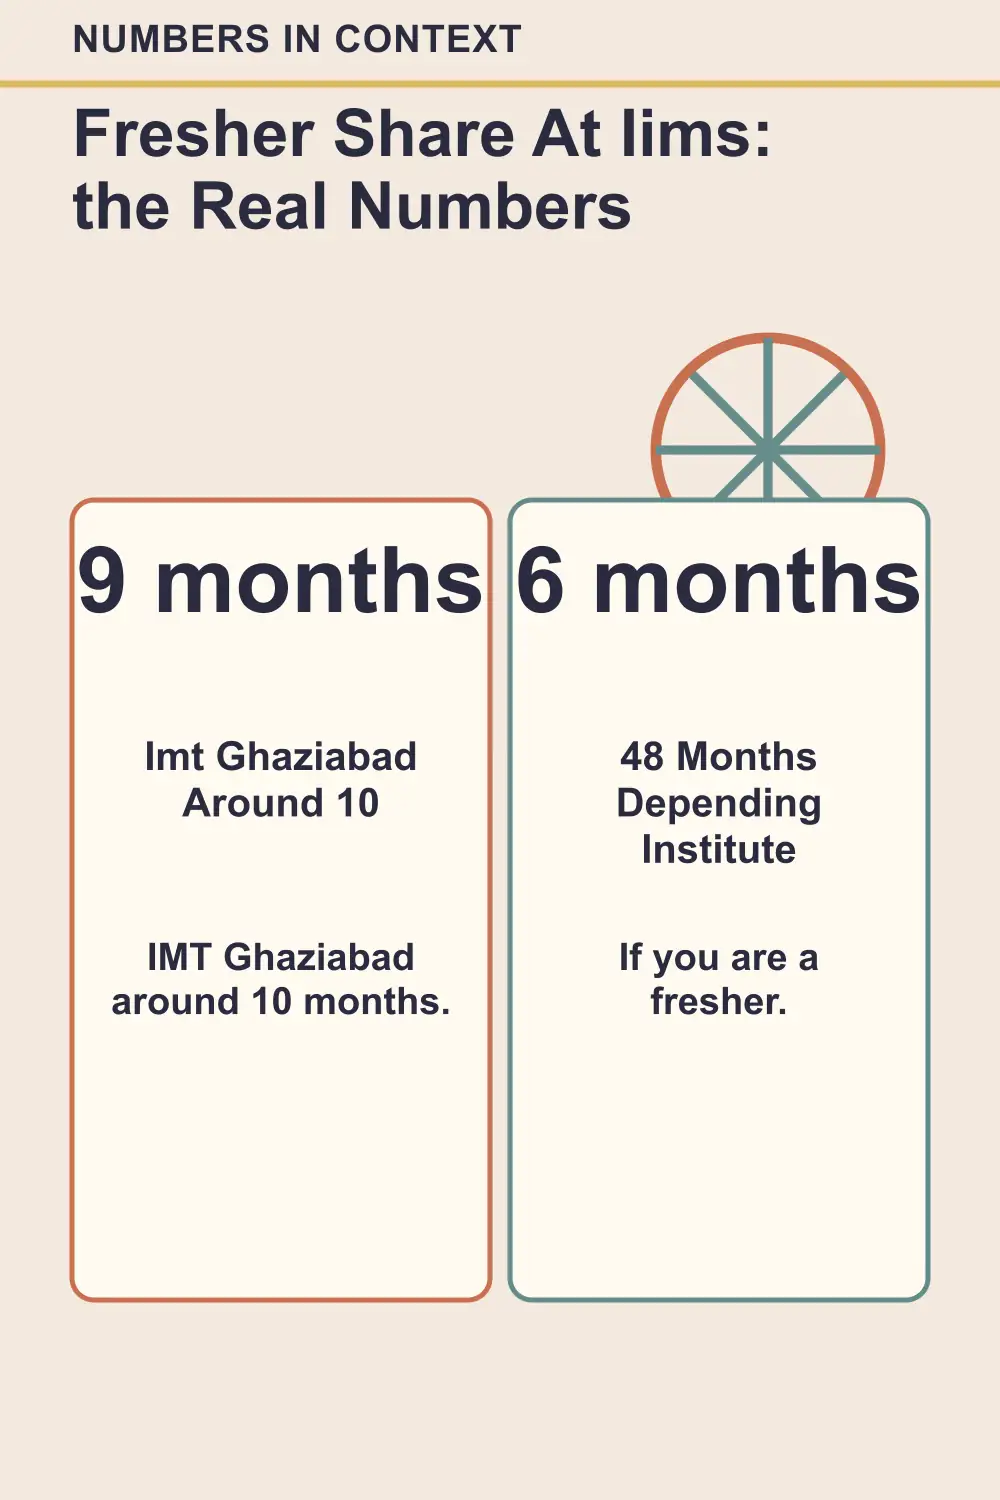 NUMBERS IN CONTEXT
Fresher Share At Iims:
the Real Numbers
9 months
Imt Ghaziabad
Around 10
IMT Ghaziabad
around 10 months.
6 months
48 Months
Depending
Institute
If you are a
fresher.